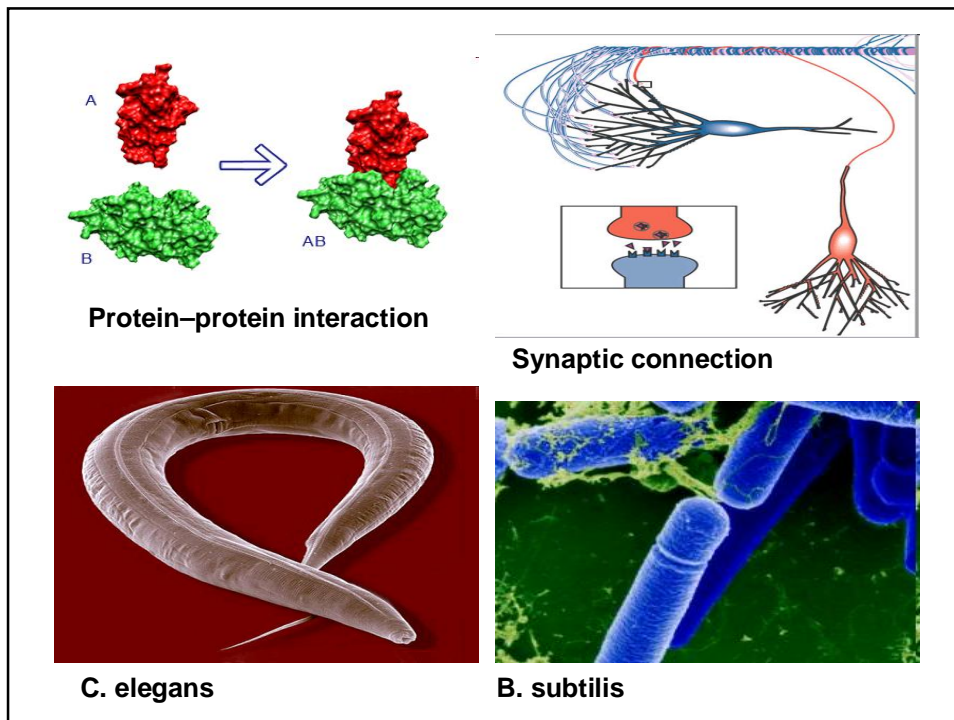 A
B
AB
Protein–protein interaction
Synaptic connection
C. elegans
B. subtilis